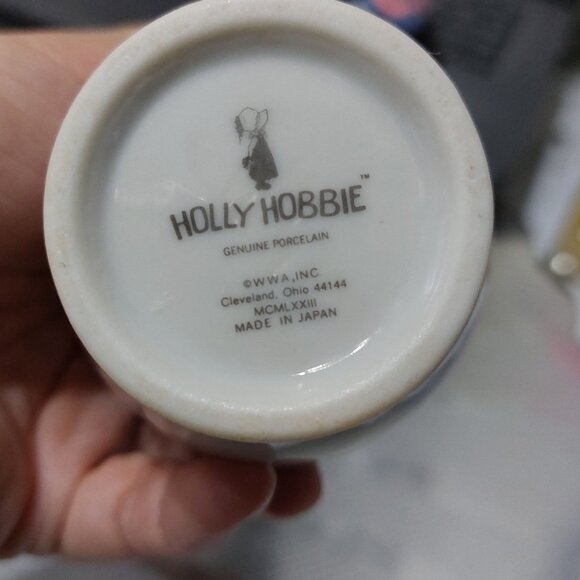 HOLLY HOBBIE™
GENUINE PORCELAIN
©WWA,INC
Cleveland, Ohio 44144
MCMLXXIII
MADE IN JAPAN